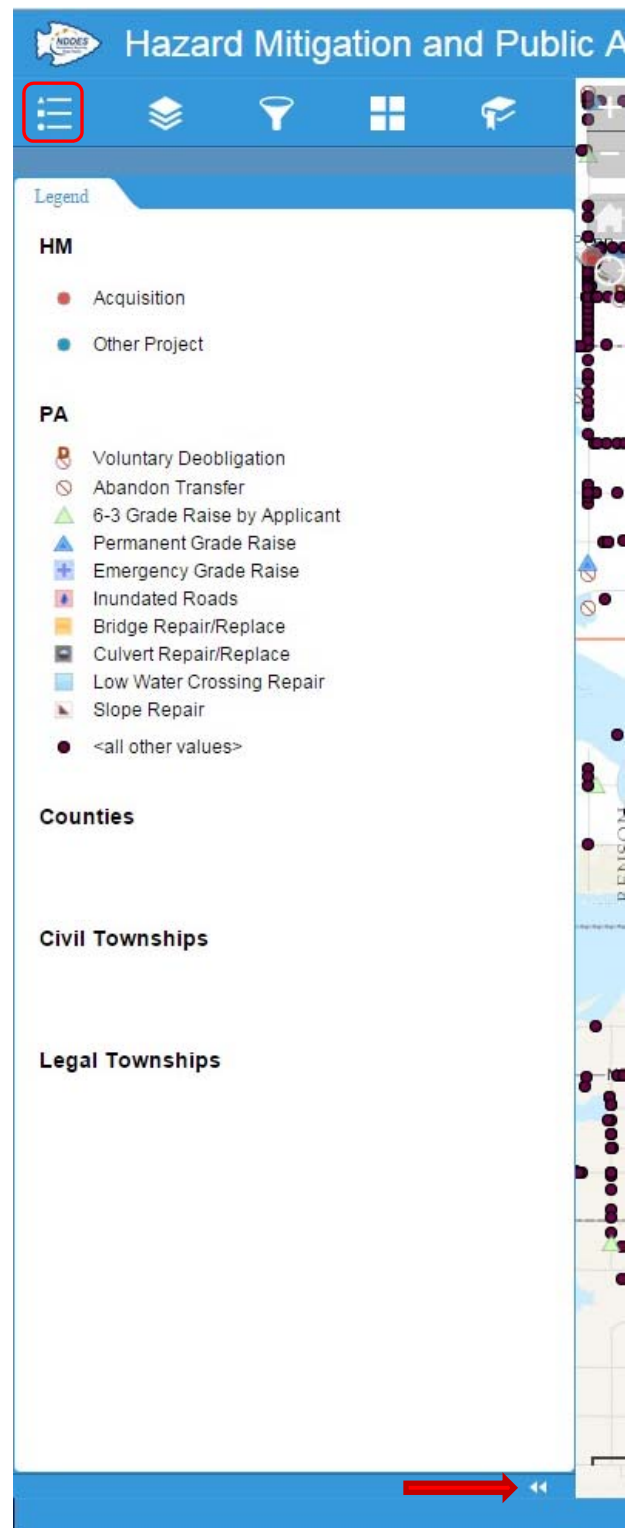 NDDES
Hazard Mitigation and Public A
Legend
HM
Acquisition
Other Project
PA
Voluntary Deobligation
Abandon Transfer
6-3 Grade Raise by Applicant
Permanent Grade Raise
Emergency Grade Raise
Inundated Roads
Bridge Repair/Replace
Culvert Repair/Replace
Low Water Crossing Repair
Slope Repair
<all other values>
Counties
Civil Townships
Legal Townships
BENSON